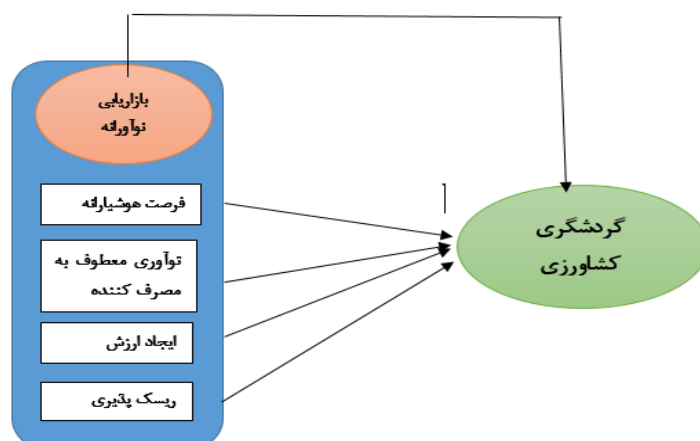 بازاریابی
نوآورانه
فرصت هوشیارانه
نوآوری معطوف به
مصرف کننده
ایجاد ارزش
ریسک پذیری
آ
گردشگری
کشاورزی